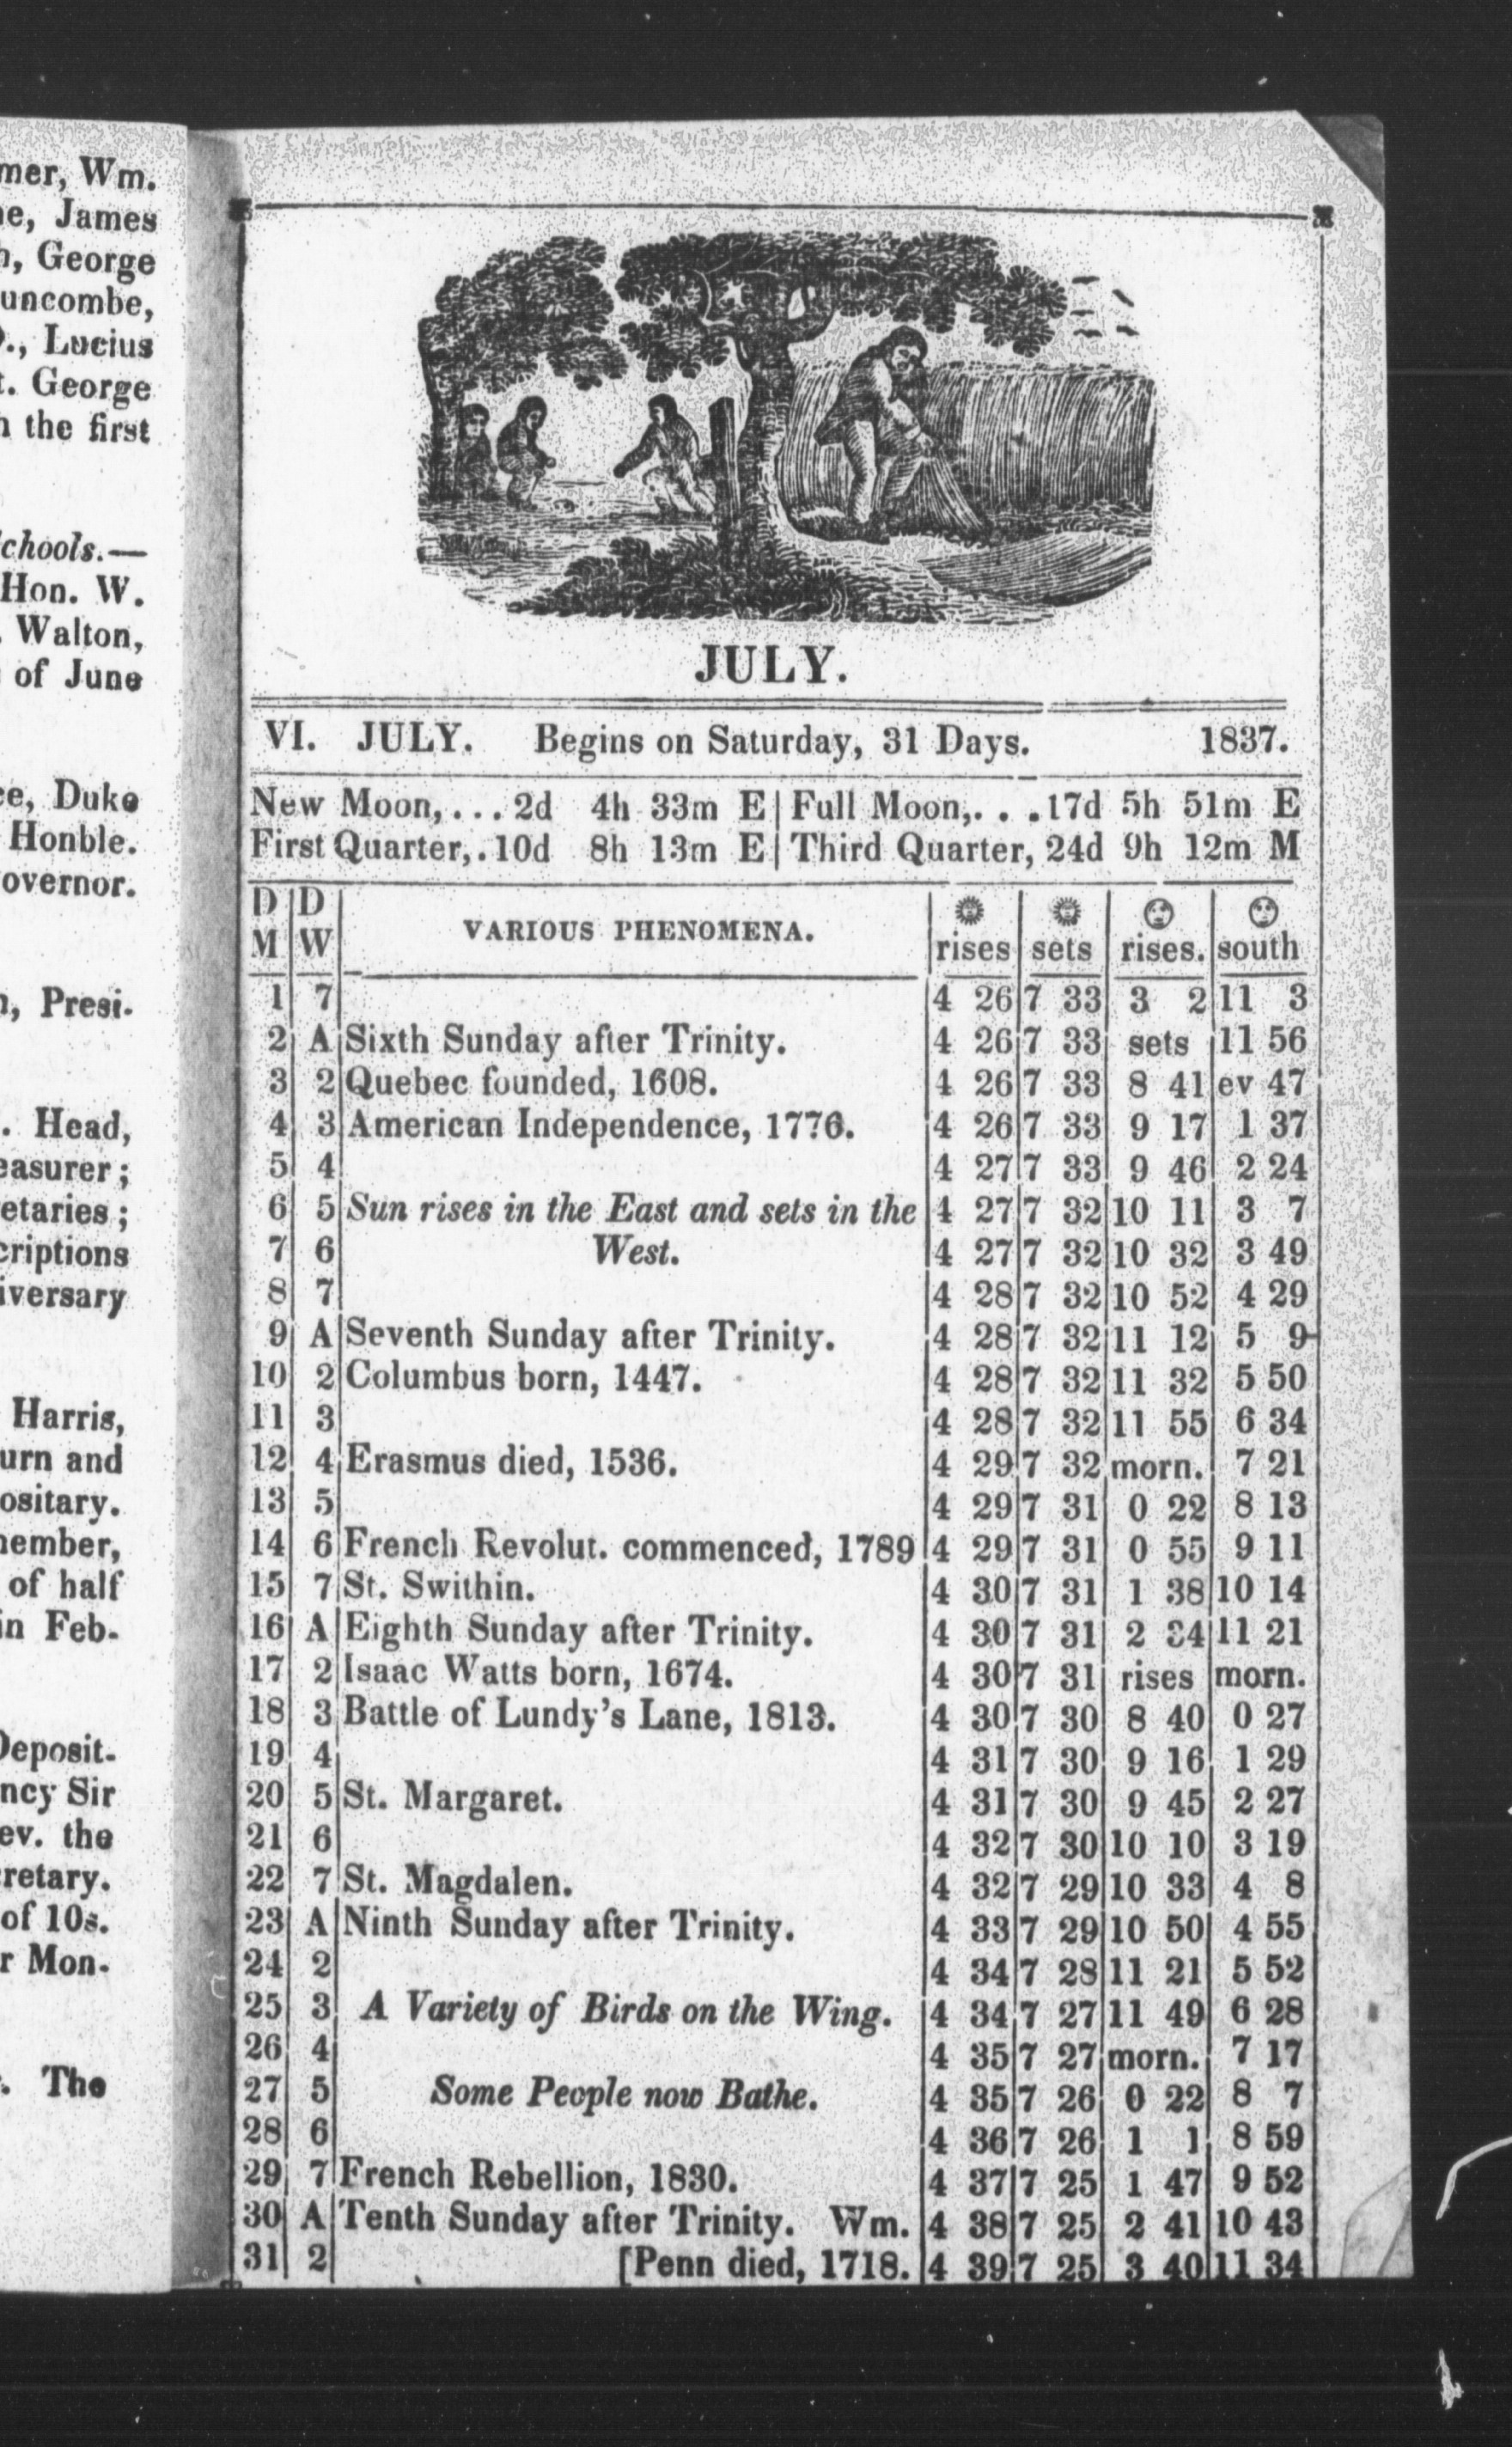 mer, Wm.
e, James
, George
uncombe,
., Lucius
t. George
the first
chools.—
Hon. W.
Walton,
of June
ee, Duke
Honble.
overnor.
, Presi-
. Head,
easurer;
etaries;
criptions
iversary
Harris,
urn and
ositary.
member,
of half
in Feb-
Deposit-
ncy Sir
ev. the
cretary.
of 10s.
r Mon-
. The
JULY.
VI. JULY. Begins on Saturday, 31 Days. 1837.
New Moon,... 2d 4h 33m E | Full Moon,. . .17d 5h 51m E
First Quarter,.10d 8h 13m E | Third Quarter, 24d 9h 12m M
D M D W VARIOUS PHENOMENA. rises sets rises. south
1 7 4 26 7 33 3 2 11 3
2 A Sixth Sunday after Trinity. 4 26 7 33 sets 11 56
3 2 Quebec founded, 1608. 4 26 7 33 8 41 ev 47
4 3 American Independence, 1776. 4 26 7 33 9 17 1 37
5 4 4 27 7 33 9 46 2 24
6 5 Sun rises in the East and sets in the 4 27 7 32 10 11 3 7
7 6 West. 4 27 7 32 10 32 3 49
8 7 4 28 7 32 10 52 4 29
9 A Seventh Sunday after Trinity. 4 28 7 32 11 12 5 9
10 2 Columbus born, 1447. 4 28 7 32 11 32 5 50
11 3 4 28 7 32 11 55 6 34
12 4 Erasmus died, 1536. 4 29 7 32 morn. 7 21
13 5 4 29 7 31 0 22 8 13
14 6 French Revolut. commenced, 1789 4 29 7 31 0 55 9 11
15 7 St. Swithin. 4 30 7 31 1 38 10 14
16 A Eighth Sunday after Trinity. 4 30 7 31 2 34 11 21
17 2 Isaac Watts born, 1674. 4 30 7 31 rises morn.
18 3 Battle of Lundy's Lane, 1813. 4 30 7 30 8 40 0 27
19 4 4 31 7 30 9 16 1 29
20 5 St. Margaret. 4 31 7 30 9 45 2 27
21 6 4 32 7 30 10 10 3 19
22 7 St. Magdalen. 4 32 7 29 10 33 4 8
23 A Ninth Sunday after Trinity. 4 33 7 29 10 50 4 55
24 2 4 34 7 28 11 21 5 52
25 3 A Variety of Birds on the Wing. 4 34 7 27 11 49 6 28
26 4 4 35 7 27 morn. 7 17
27 5 Some People now Bathe. 4 35 7 26 0 22 8 7
28 6 4 36 7 26 1 1 8 59
29 7 French Rebellion, 1830. 4 37 7 25 1 47 9 52
30 A Tenth Sunday after Trinity. Wm. 4 38 7 25 2 41 10 43
31 2 [Penn died, 1718. 4 39 7 25 3 40 11 34